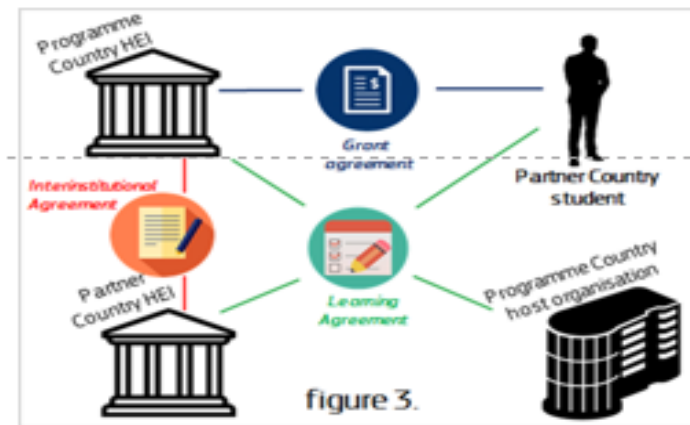 Programme
Country HEI
$
Grant
agreement
Partner Country
student
Interinstitutional
Agreement
Partner
Country HEI
Learning
Agreement
Programme Country
host organisation
figure 3.